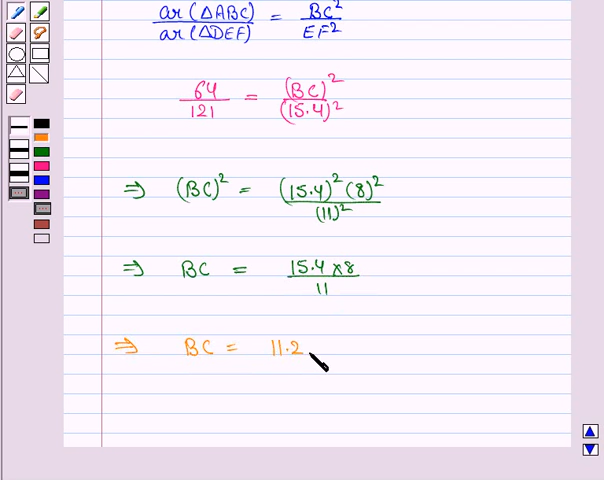 ar(△ABC)/ar(△DEF) = BC²/EF²
64/121 = (BC)²/(15.4)²
⇒ (BC)² = (15.4)²(8)²/(11)²
⇒ BC = 15.4×8/11
⇒ BC = 11.2